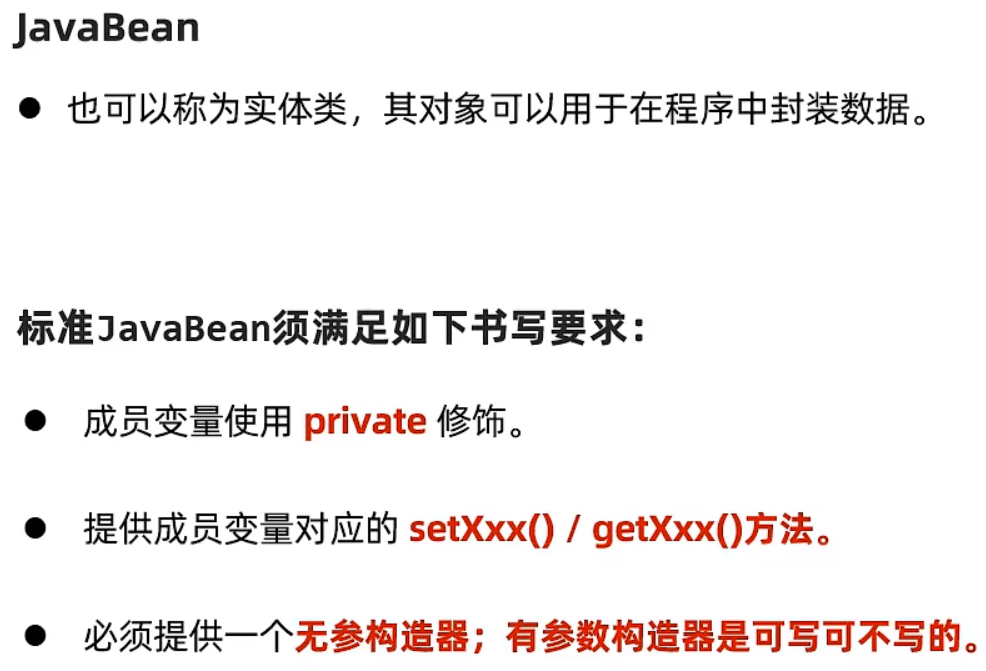 JavaBean
● 也可以称为实体类，其对象可以用于在程序中封装数据。
标准JavaBean须满足如下书写要求：
● 成员变量使用 private 修饰。
● 提供成员变量对应的 setXxx() / getXxx()方法。
● 必须提供一个无参构造器；有参数构造器是可写可不写的。